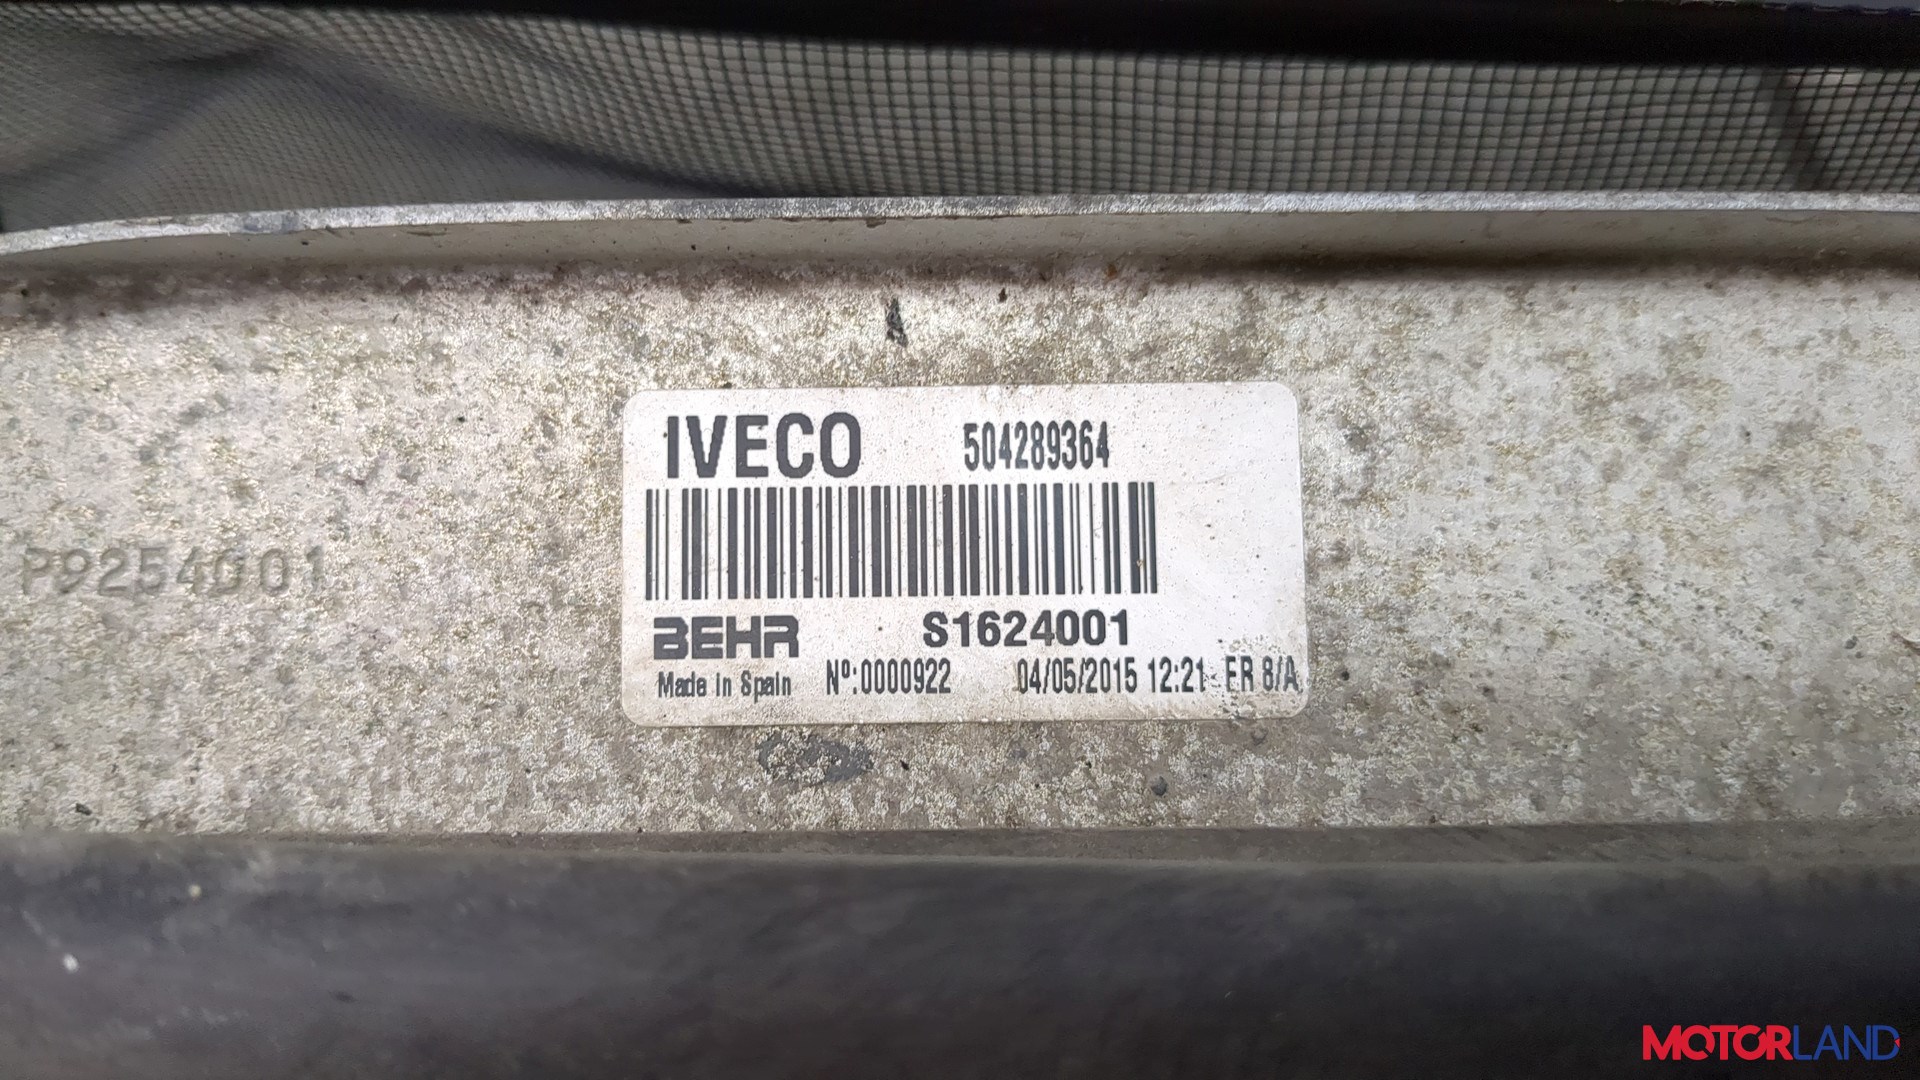 IVECO 504289364
P9254001
BEHR S1624001
Made In Spain Nº:0000922 04/05/2015 12:21 ER 8/A
MOTORLAND